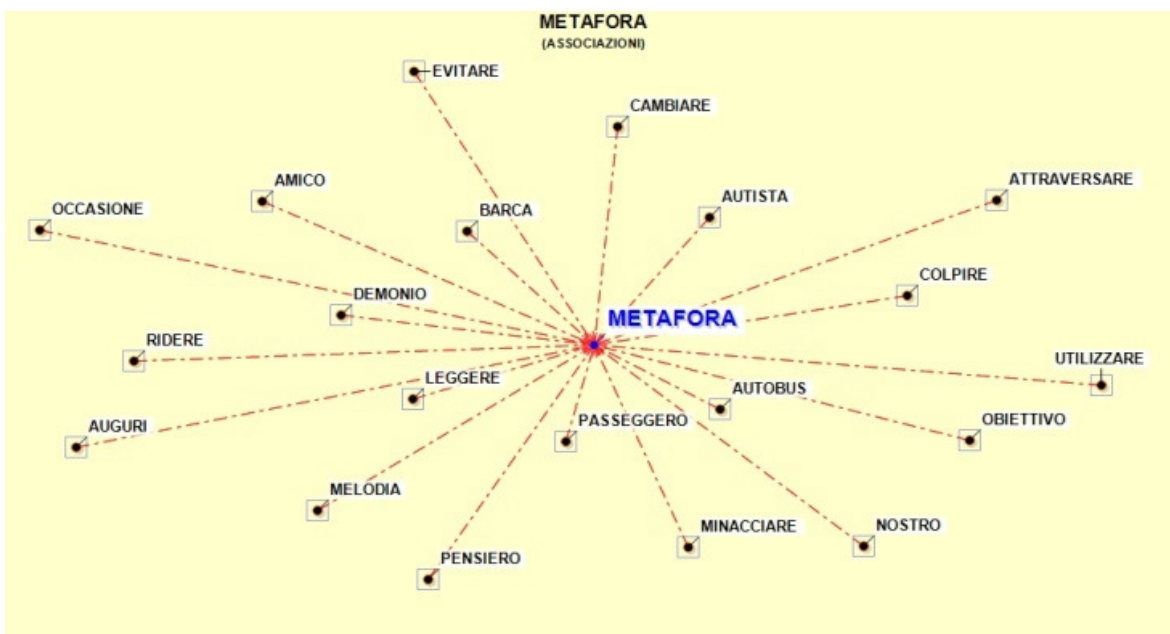 METAFORA
(ASSOCIAZIONI)
EVITARE
CAMBIARE
AMICO
ATTRAVERSARE
OCCASIONE
BARCA
AUTISTA
COLPIRE
DEMONIO
METAFORA
RIDERE
UTILIZZARE
LEGGERE
AUTOBUS
AUGURI
PASSEGGERO
OBIETTIVO
MELODIA
MINACCIARE
NOSTRO
PENSIERO